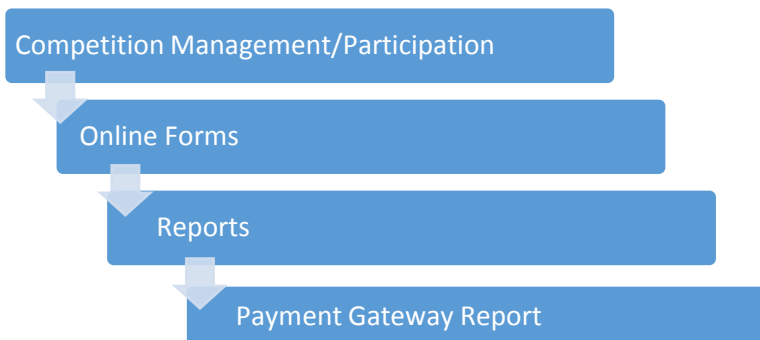 Competition Management/Participation
Online Forms
Reports
Payment Gateway Report